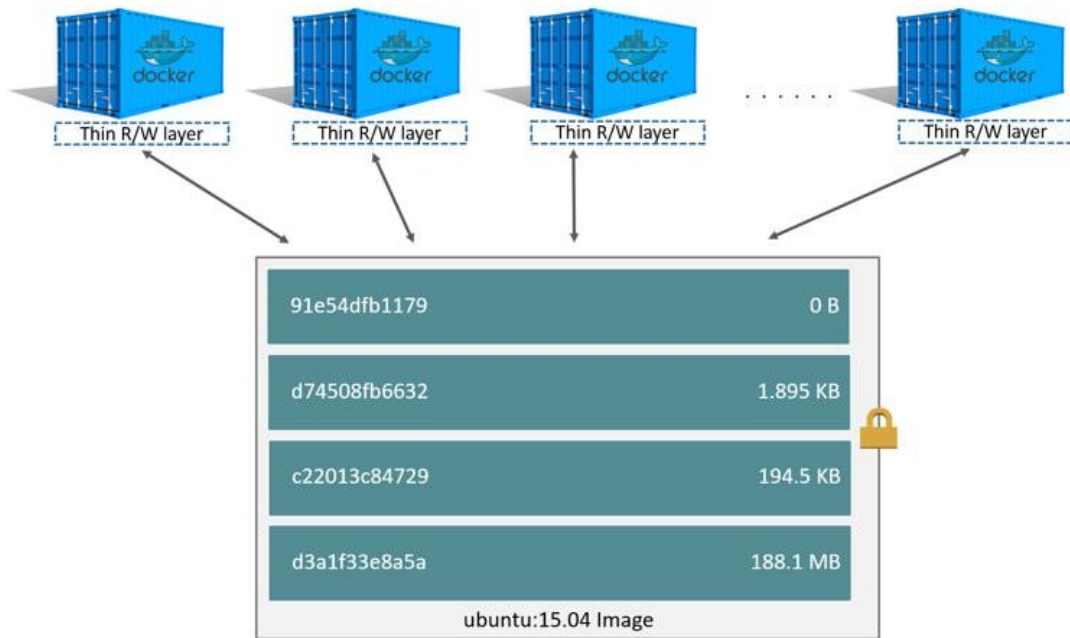 docker docker docker docker
Thin R/W layer Thin R/W layer Thin R/W layer Thin R/W layer
91e54dfb1179 0 B
d74508fb6632 1.895 KB
c22013c84729 194.5 KB
d3a1f33e8a5a 188.1 MB
ubuntu:15.04 Image